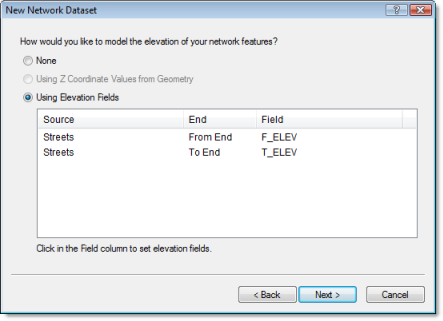 New Network Dataset
How would you like to model the elevation of your network features?
None
Using Z Coordinate Values from Geometry
Using Elevation Fields
Source End Field
Streets From End F_ELEV
Streets To End T_ELEV
Click in the Field column to set elevation fields.
< Back Next > Cancel